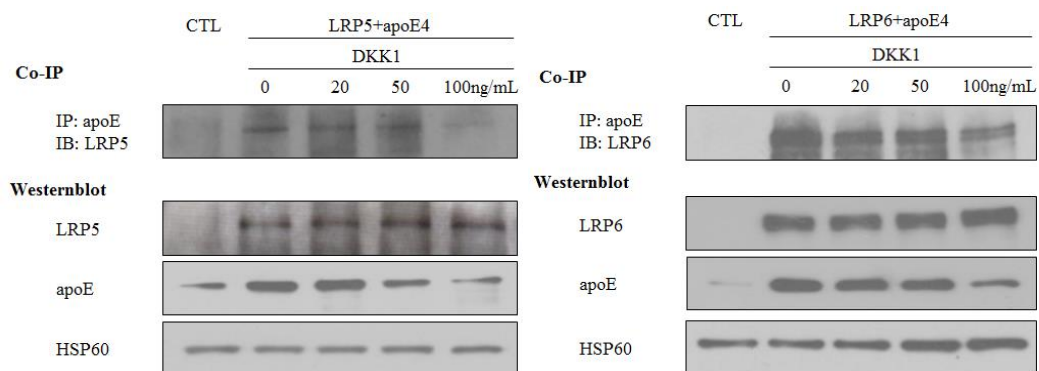 CTL LRP5+apoE4
DKK1
Co-IP
0 20 50 100ng/mL
IP: apoE
IB: LRP5
Westernblot
LRP5
apoE
HSP60
CTL LRP6+apoE4
DKK1
Co-IP
0 20 50 100ng/mL
IP: apoE
IB: LRP6
Westernblot
LRP6
apoE
HSP60